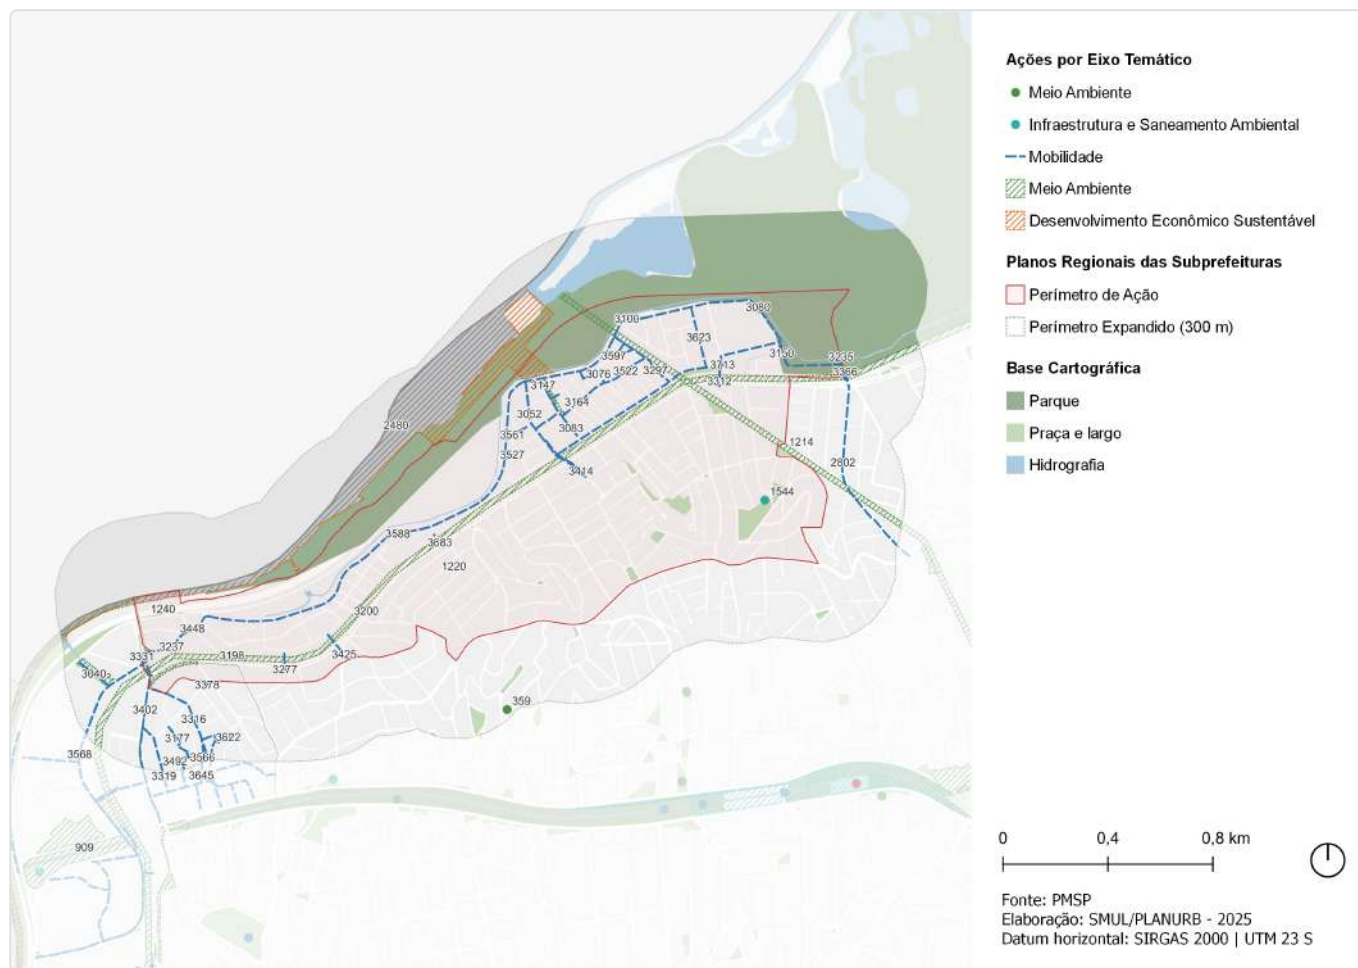 Ações por Eixo Temático
Meio Ambiente
Infraestrutura e Saneamento Ambiental
Mobilidade
Meio Ambiente
Desenvolvimento Econômico Sustentável
Planos Regionais das Subprefeituras
Perímetro de Ação
Perímetro Expandido (300 m)
Base Cartográfica
Parque
Praça e largo
Hidrografia
0 0,4 0,8 km
Fonte: PMSP
Elaboração: SMUL/PLANURB - 2025
Datum horizontal: SIRGAS 2000 | UTM 23 S
3080
3100
3623
3597
3150
3235
3366
3522
3297
3713
3312
3076
3147
3164
3052
3083
2480
3561
3527
3414
1214
2802
1544
3588
3683
1220
1240
3200
3448
3237
3331
3198
3425
3277
3040
3378
359
3402
3316
3177
3622
3568
3492
3566
3319
3645
909